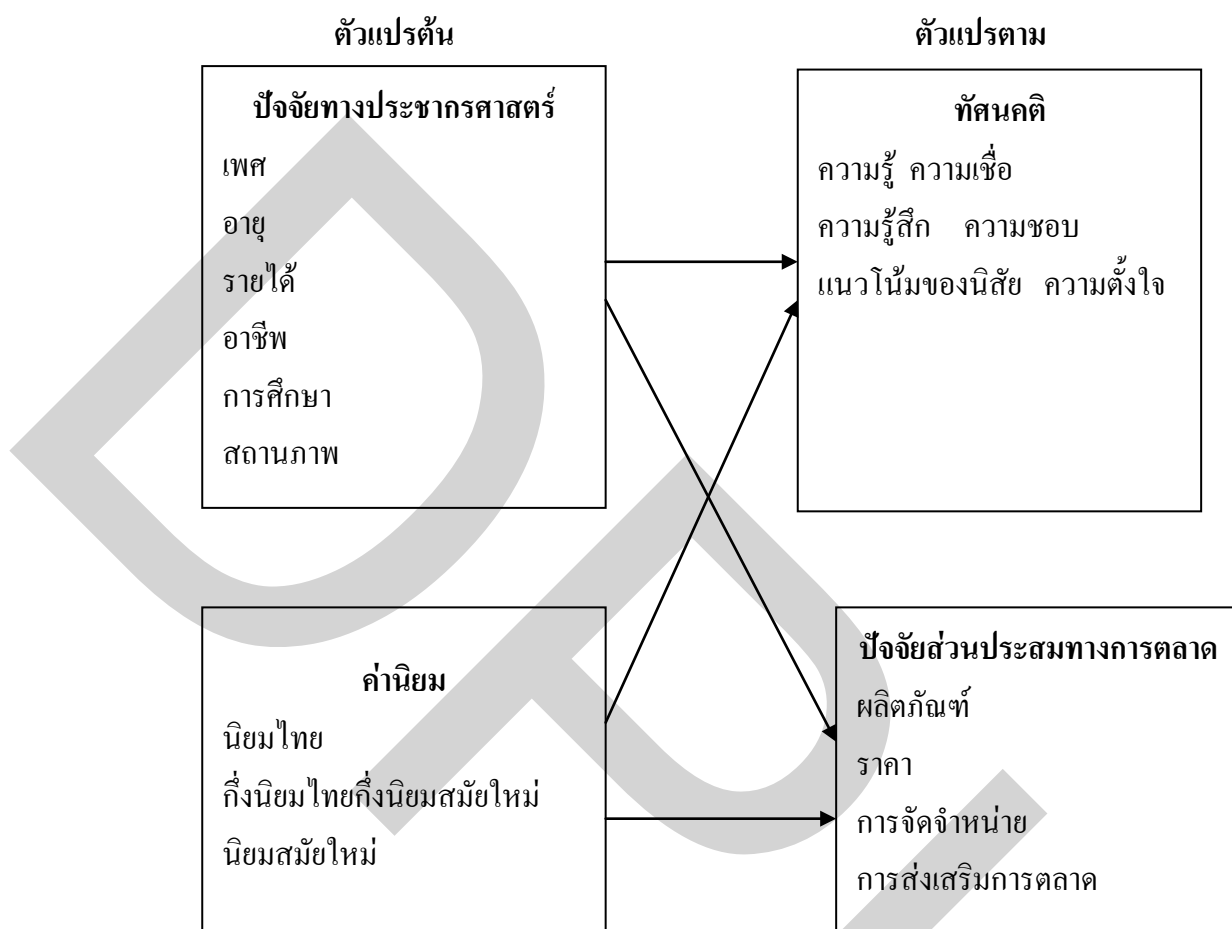 ตัวแปรต้น
ตัวแปรตาม
ปัจจัยทางประชากรศาสตร์
เพศ
อายุ
รายได้
อาชีพ
การศึกษา
สถานภาพ
ทัศนคติ
ความรู้ ความเชื่อ
ความรู้สึก ความชอบ
แนวโน้มของนิสัย ความตั้งใจ
ค่านิยม
นิยมไทย
กึ่งนิยมไทยกึ่งนิยมสมัยใหม่
นิยมสมัยใหม่
ปัจจัยส่วนประสมทางการตลาด
ผลิตภัณฑ์
ราคา
การจัดจำหน่าย
การส่งเสริมการตลาด